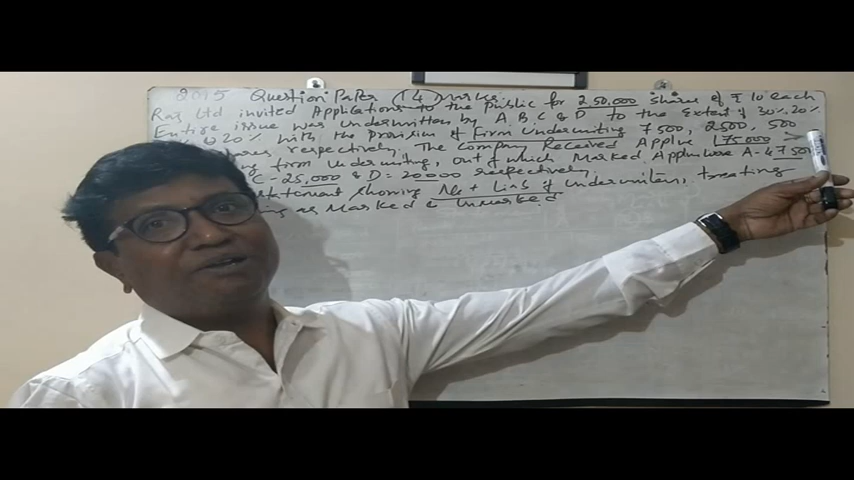 2015 Question Paper (14 marks
Raj Ltd invited Applications to the public for 2,50,000 shares of ₹ 10 each
Entire issue was underwritten by A, B, C & D to the Extent of 30%, 20%
& 20% with the provision of Firm Underwriting 7500, 2500, 500
respectively. The Company Received Applns 175000
firm underwriting, out of which Marked Applns were A - 47500
C - 25,000 & D = 20000 respectively.
statement showing Net Liab of underwriters, treating
as Marked & Unmarked